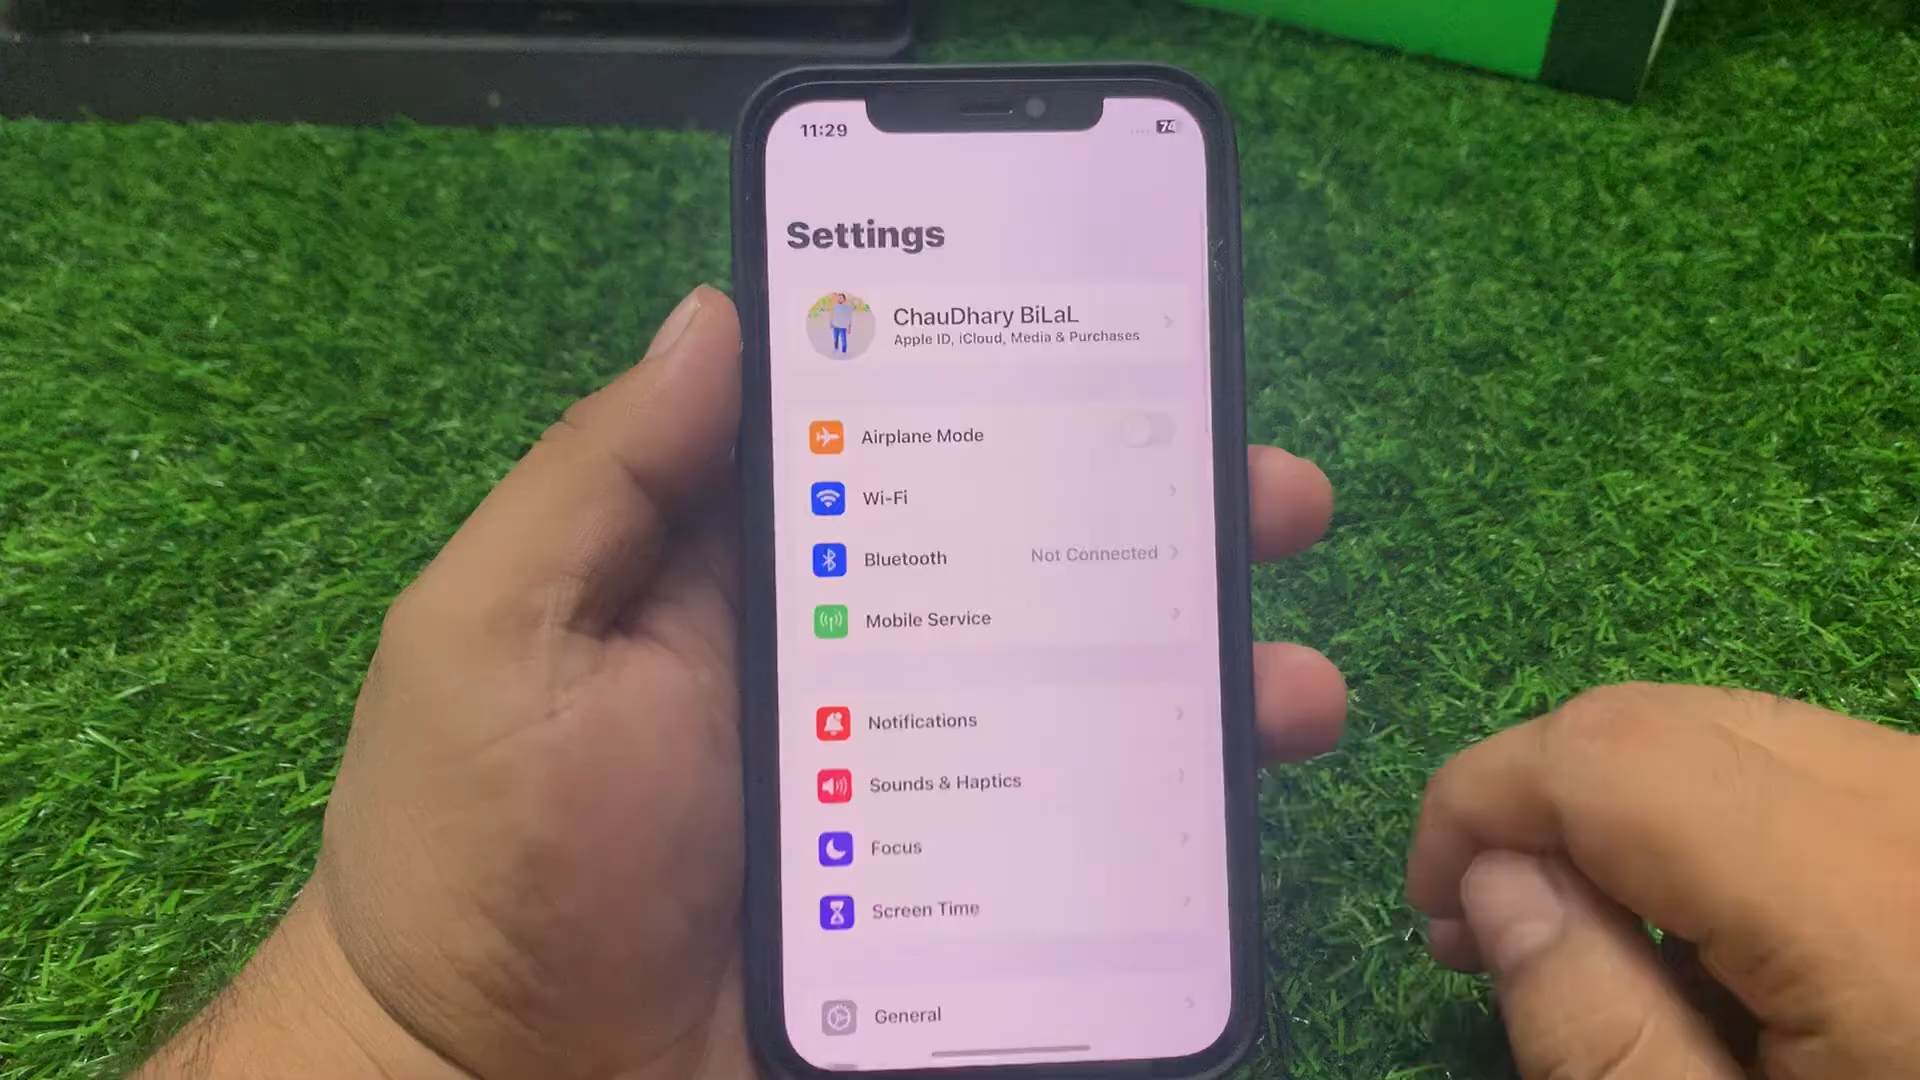 11:29
74
Settings
ChauDhary BiLaL
Apple ID, iCloud, Media & Purchases
Airplane Mode
Wi-Fi
Bluetooth Not Connected
Mobile Service
Notifications
Sounds & Haptics
Focus
Screen Time
General